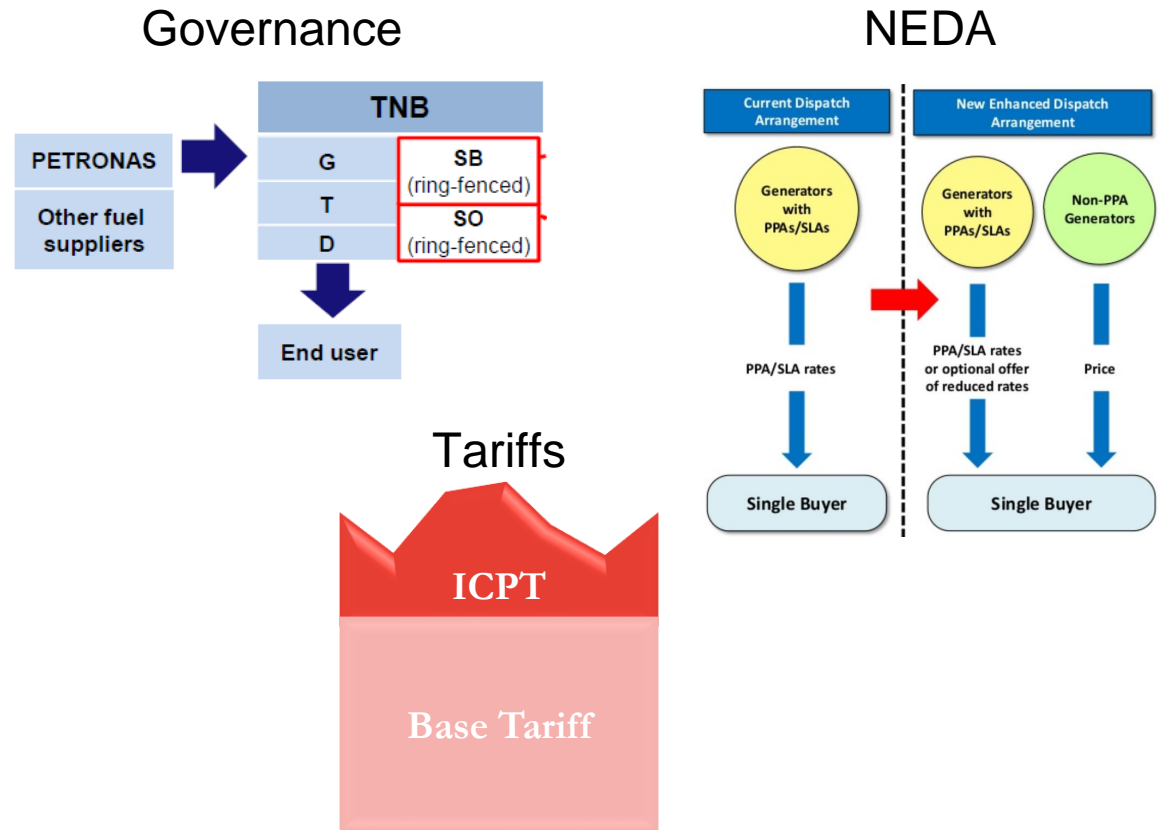 Governance
TNB
PETRONAS
Other fuel
suppliers
G
T
D
SB
(ring-fenced)
SO
(ring-fenced)
End user
NEDA
Current Dispatch
Arrangement
Generators
with
PPAs/SLAs
PPA/SLA rates
Single Buyer
New Enhanced Dispatch
Arrangement
Generators
with
PPAs/SLAs
Non-PPA
Generators
PPA/SLA rates
or optional offer
of reduced rates
Price
Single Buyer
Tariffs
ICPT
Base Tariff